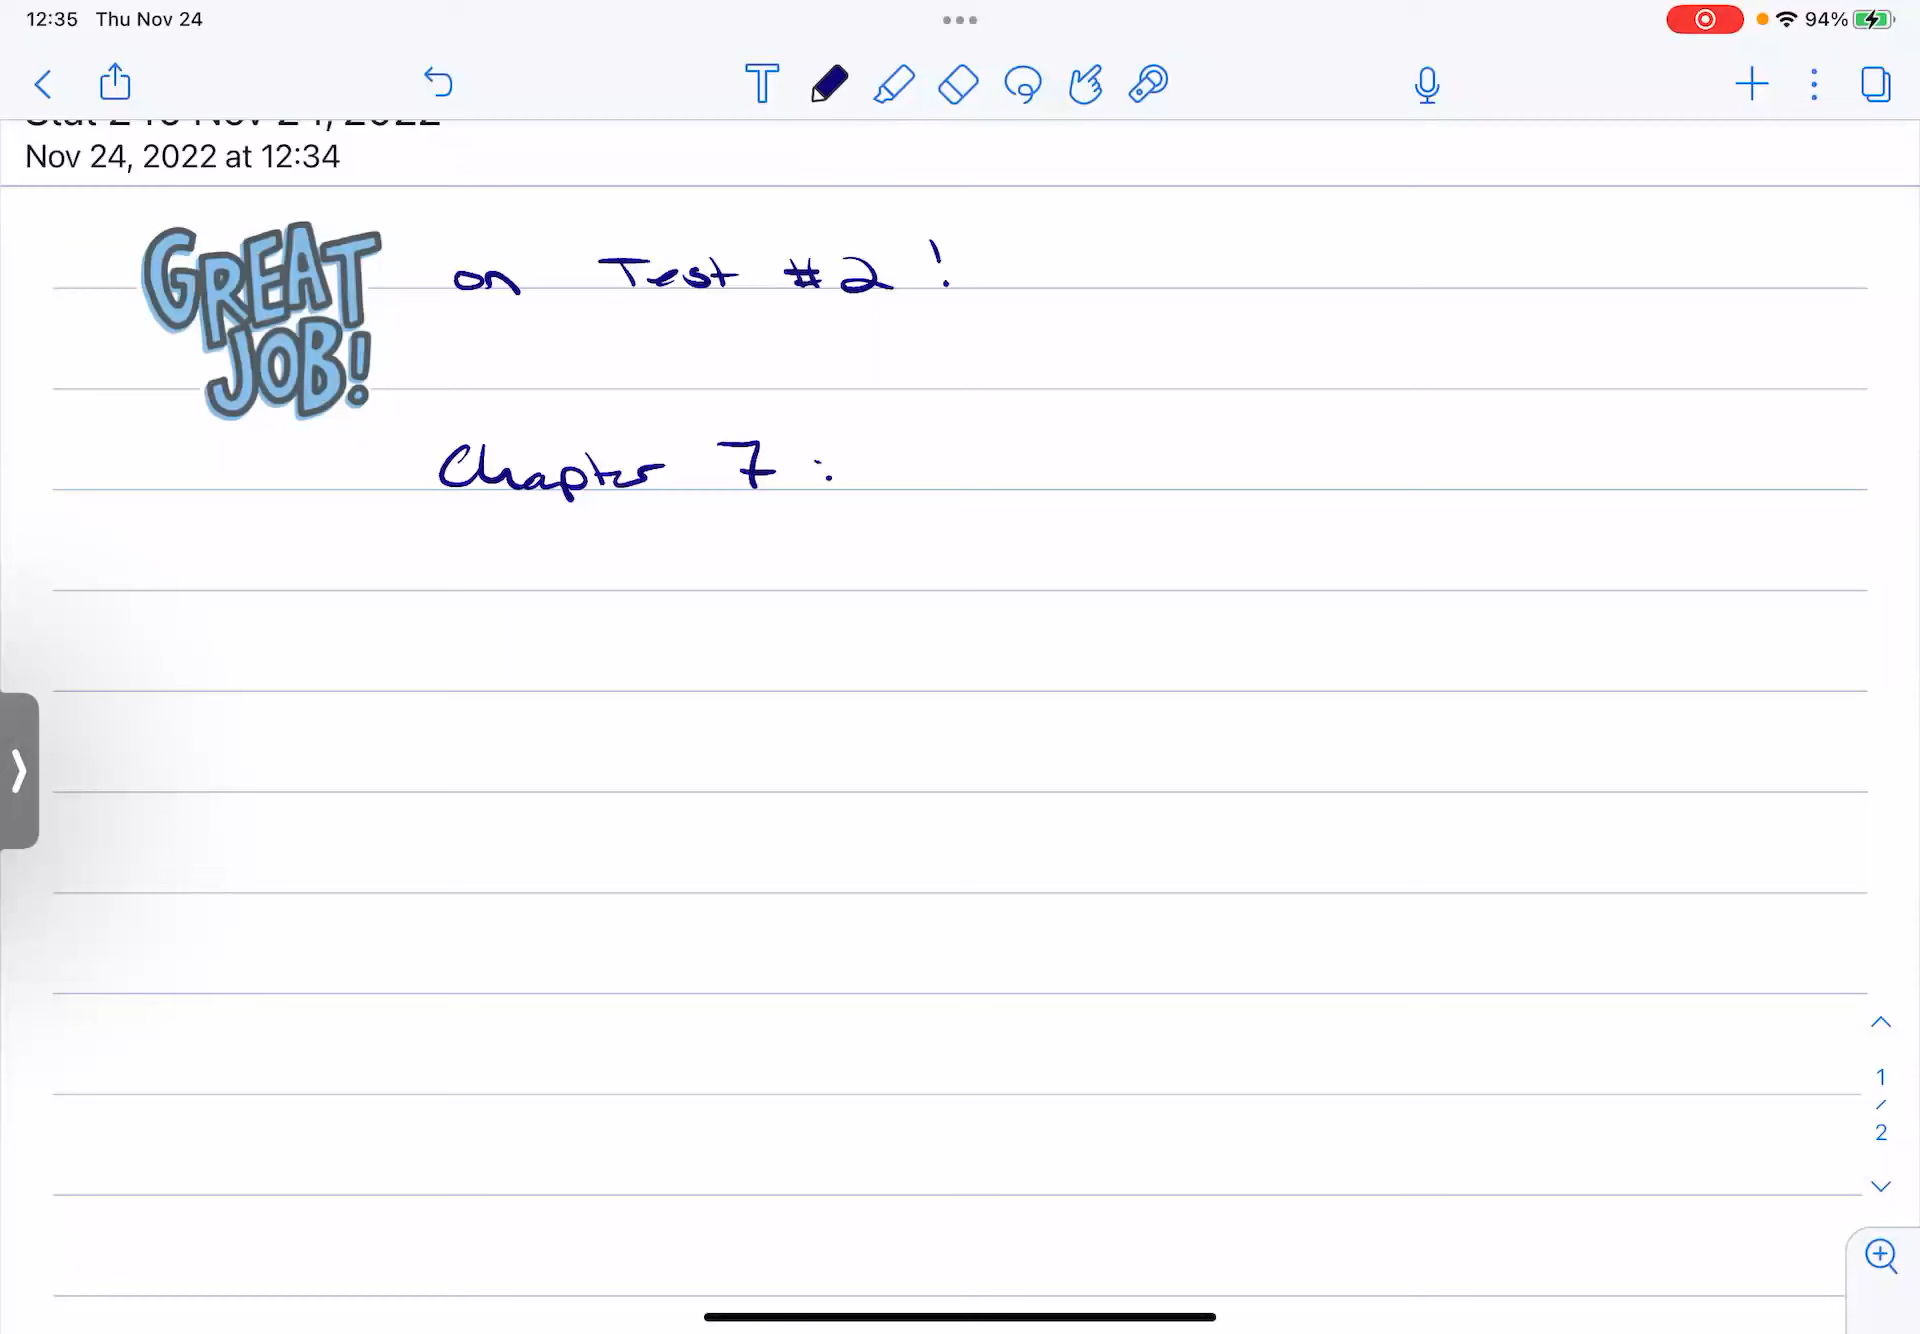 12:35 Thu Nov 24
94%
Nov 24, 2022 at 12:34
GREAT JOB!
on Test #2 !
Chapter 7 :
1
/
2